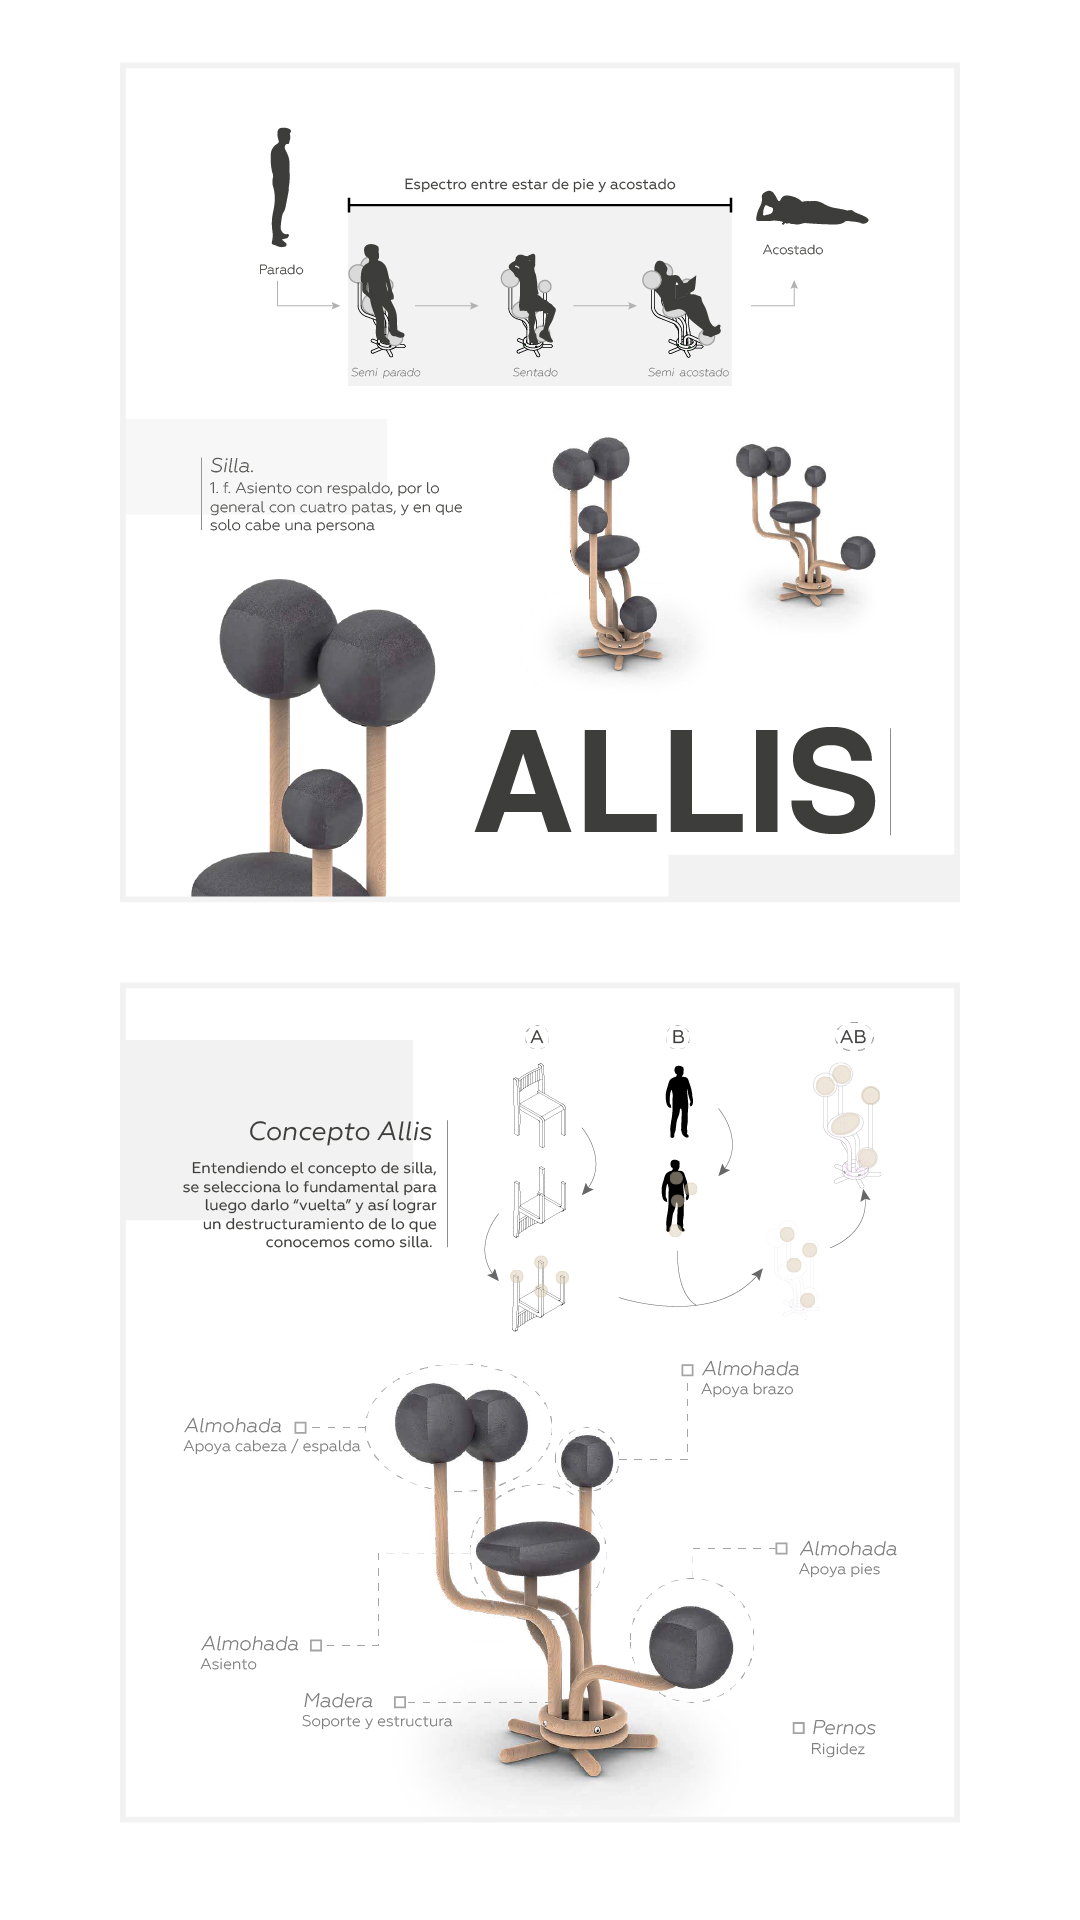 Espectro entre estar de pie y acostado
Parado
Acostado
Semi parado
Sentado
Semi acostado
Silla.
1. f. Asiento con respaldo, por lo
general con cuatro patas, y en que
solo cabe una persona
ALLIS
A
B
AB
Concepto Allis
Entendiendo el concepto de silla,
se selecciona lo fundamental para
luego darlo “vuelta” y así lograr
un destructuramiento de lo que
conocemos como silla.
Almohada
Apoya brazo
Almohada
Apoya cabeza / espalda
Almohada
Apoya pies
Almohada
Asiento
Madera
Soporte y estructura
Pernos
Rigidez